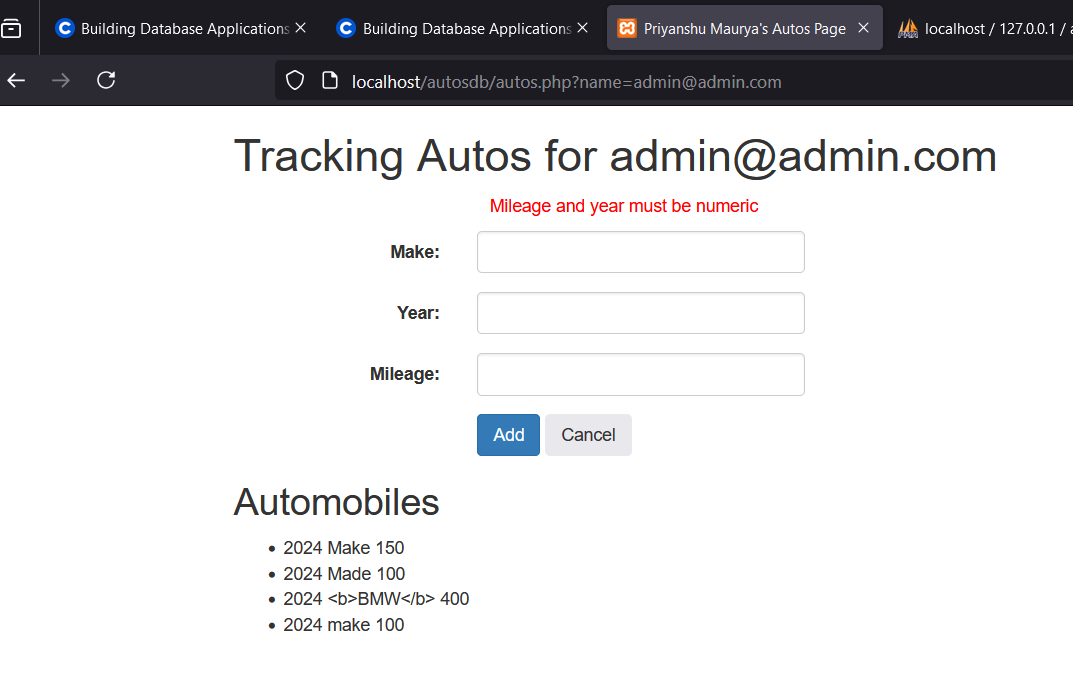 Building Database Applications
Building Database Applications
Priyanshu Maurya's Autos Page
localhost / 127.0.0.1 /
localhost/autosdb/autos.php?name=admin@admin.com
Tracking Autos for admin@admin.com
Mileage and year must be numeric
Make:
Year:
Mileage:
Add Cancel
Automobiles
• 2024 Make 150
• 2024 Made 100
• 2024 <b>BMW</b> 400
• 2024 make 100